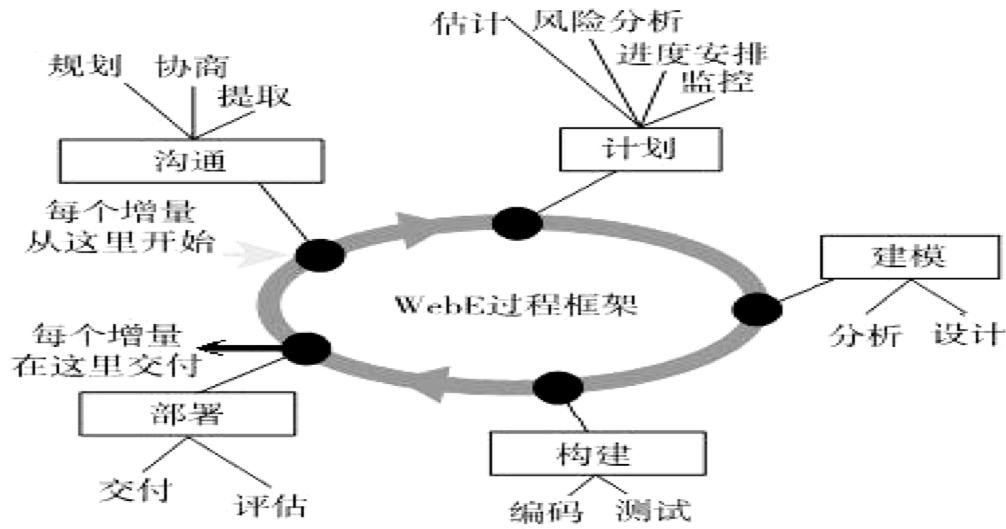 估计
风险分析
进度安排
监控
计划
规划
协商
提取
沟通
每个增量
从这里开始
WebE过程框架
建模
分析
设计
每个增量
在这里交付
部署
交付
评估
构建
编码
测试